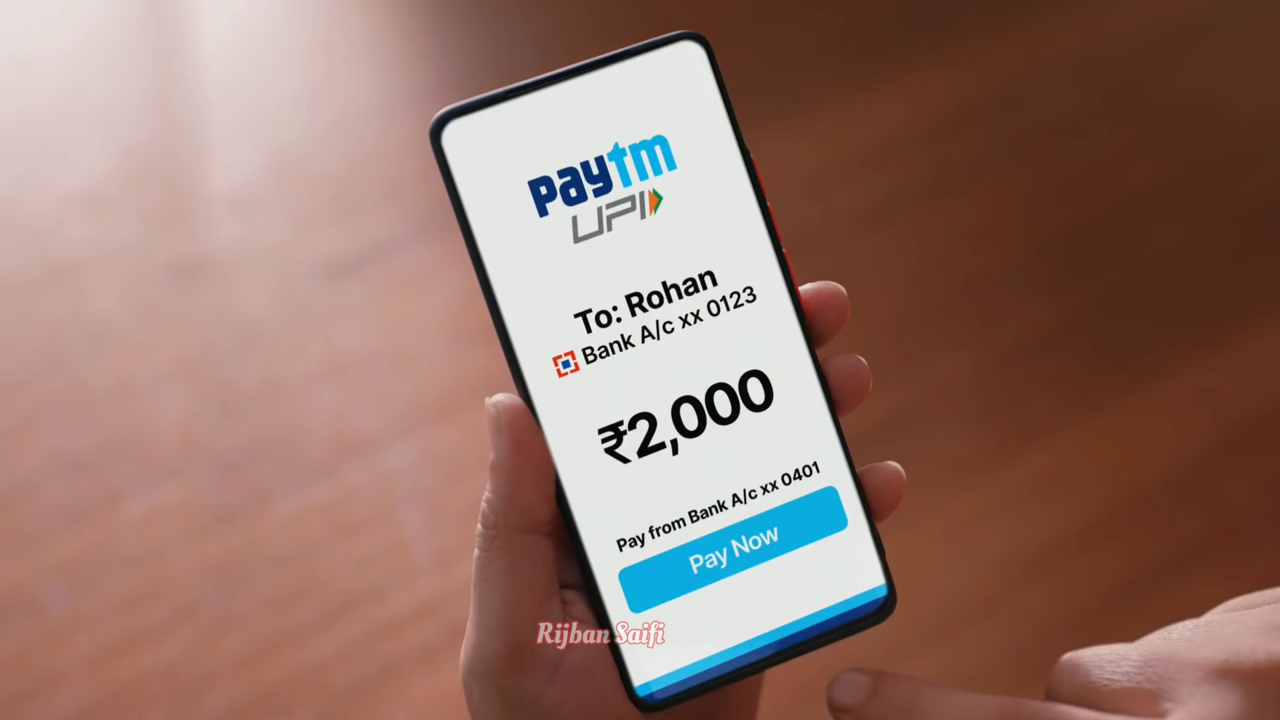 paytm
UPI
To: Rohan
Bank A/c xx 0123
₹2,000
Pay from Bank A/c xx 0401
Pay Now
Rijban Saifi